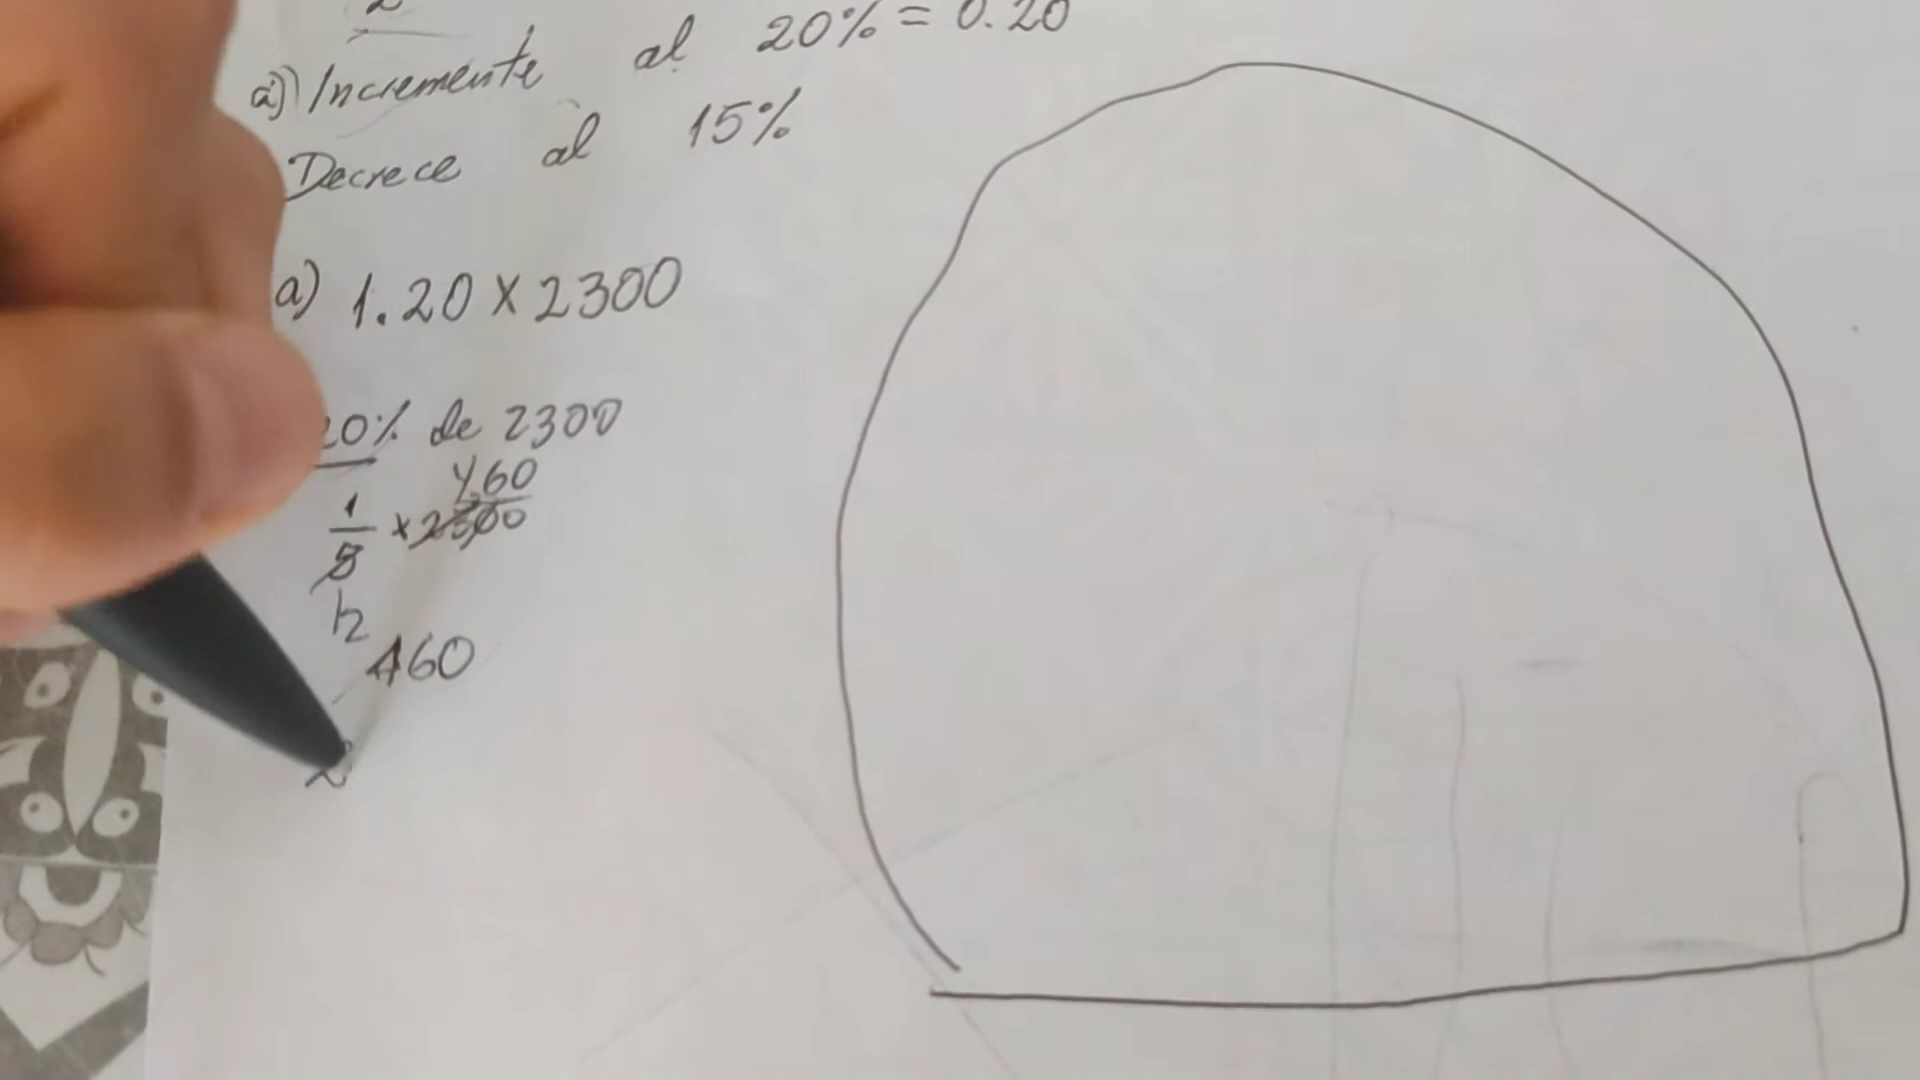 a) Incremente al 20% = 0.20
Decrece al 15%
a) 1.20 x 2300
20% de 2300
460
1/5 x 2300
460
2